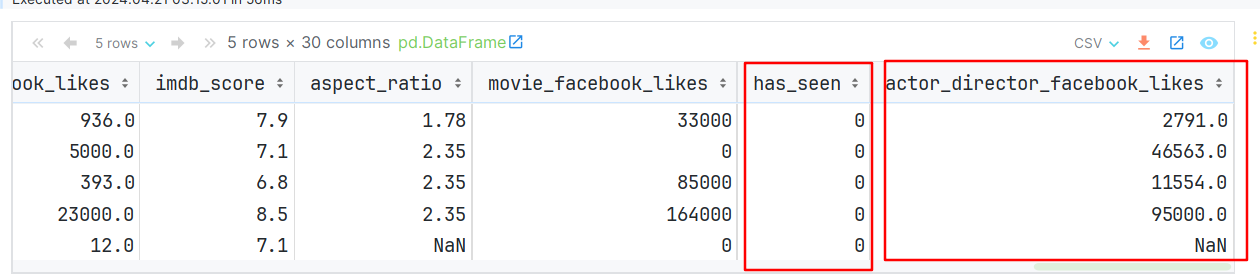 Executed at 2024.04.21 03:15:01 in 50ms
5 rows 5 rows × 30 columns pd.DataFrame CSV
ook_likes imdb_score aspect_ratio movie_facebook_likes has_seen actor_director_facebook_likes
936.0 7.9 1.78 33000 0 2791.0
5000.0 7.1 2.35 0 0 46563.0
393.0 6.8 2.35 85000 0 11554.0
23000.0 8.5 2.35 164000 0 95000.0
12.0 7.1 NaN 0 0 NaN